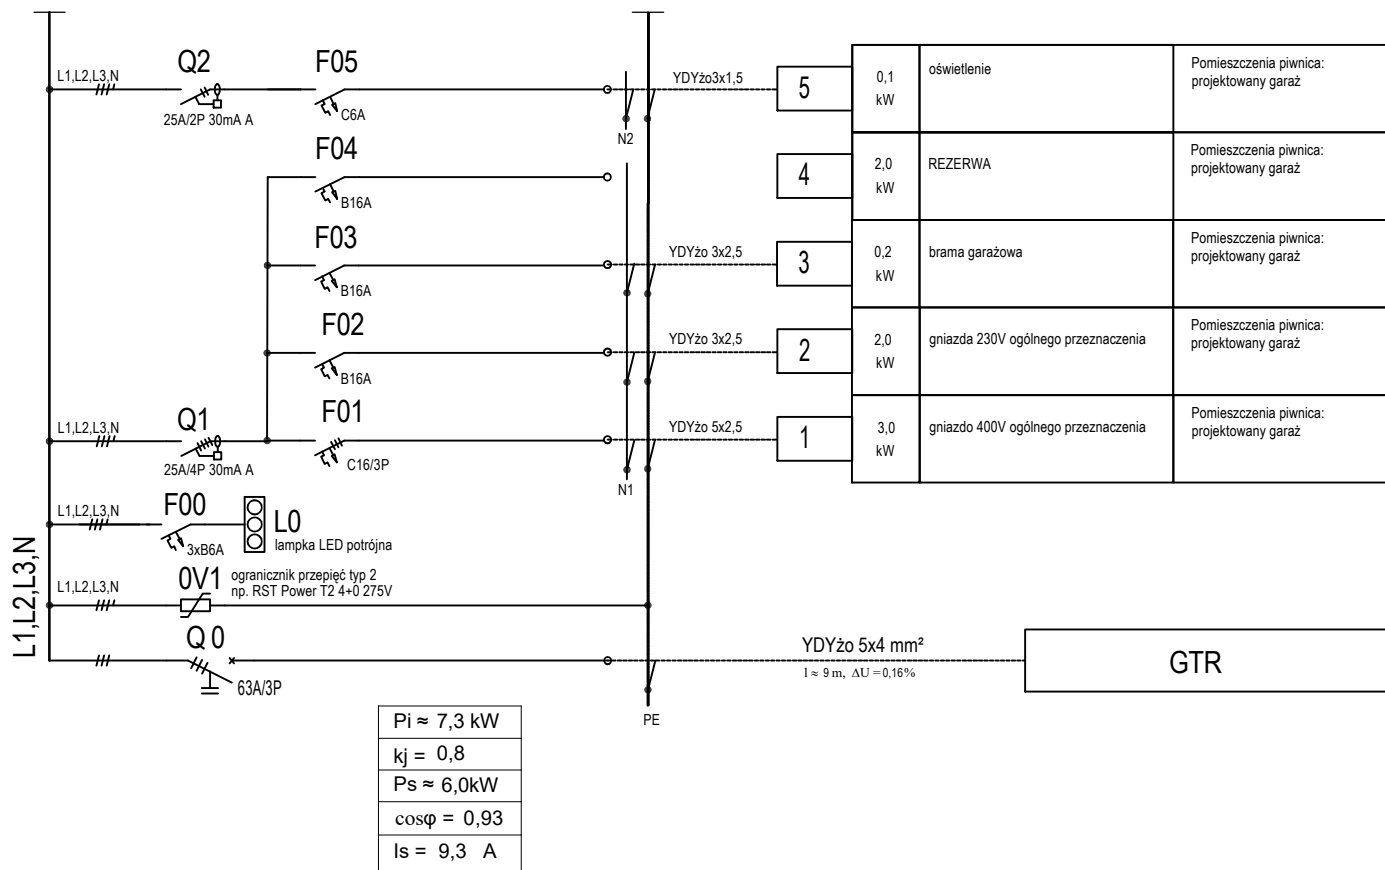 Q2
F05
L1,L2,L3,N
25A/2P 30mA A
C6A
N2
YDYżo3x1,5
5
0,1
kW
oświetlenie
Pomieszczenia piwnica:
projektowany garaż
F04
B16A
4
2,0
kW
REZERWA
Pomieszczenia piwnica:
projektowany garaż
F03
B16A
YDYżo 3x2,5
3
0,2
kW
brama garażowa
Pomieszczenia piwnica:
projektowany garaż
F02
B16A
YDYżo 3x2,5
2
2,0
kW
gniazda 230V ogólnego przeznaczenia
Pomieszczenia piwnica:
projektowany garaż
Q1
F01
L1,L2,L3,N
25A/4P 30mA A
C16/3P
N1
YDYżo 5x2,5
1
3,0
kW
gniazdo 400V ogólnego przeznaczenia
Pomieszczenia piwnica:
projektowany garaż
F00
L1,L2,L3,N
3xB6A
L0
lampka LED potrójna
0V1
L1,L2,L3,N
ogranicznik przepięć typ 2
np. RST Power T2 4+0 275V
L1,L2,L3,N
Q0
63A/3P
YDYżo 5x4 mm²
l ≈ 9 m, ΔU =0,16%
GTR
PE
Pi ≈ 7,3 kW
kj = 0,8
Ps ≈ 6,0kW
cosφ = 0,93
Is = 9,3 A